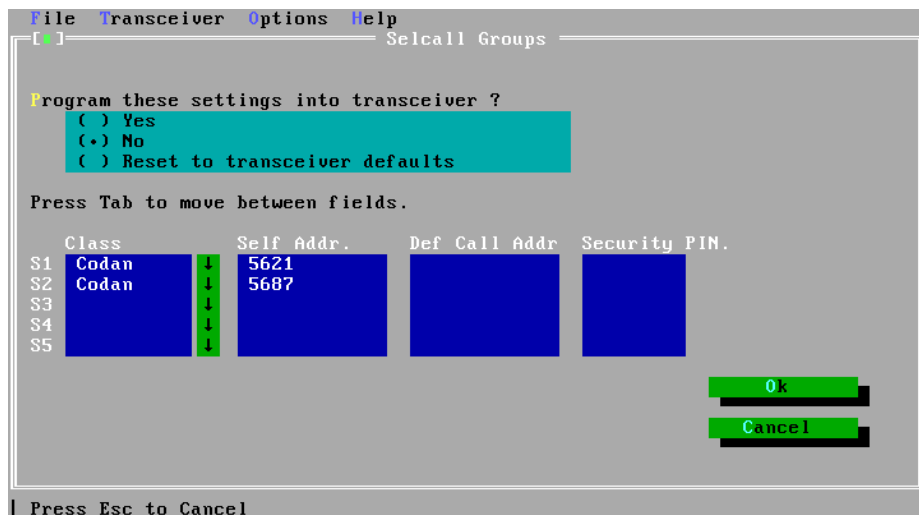 File Transceiver Options Help
[■] Selcall Groups
Program these settings into transceiver ?
( ) Yes
(•) No
( ) Reset to transceiver defaults
Press Tab to move between fields.
Class Self Addr. Def Call Addr Security PIN.
S1 Codan ↓ 5621
S2 Codan ↓ 5687
S3 ↓
S4 ↓
S5 ↓
Ok
Cancel
Press Esc to Cancel